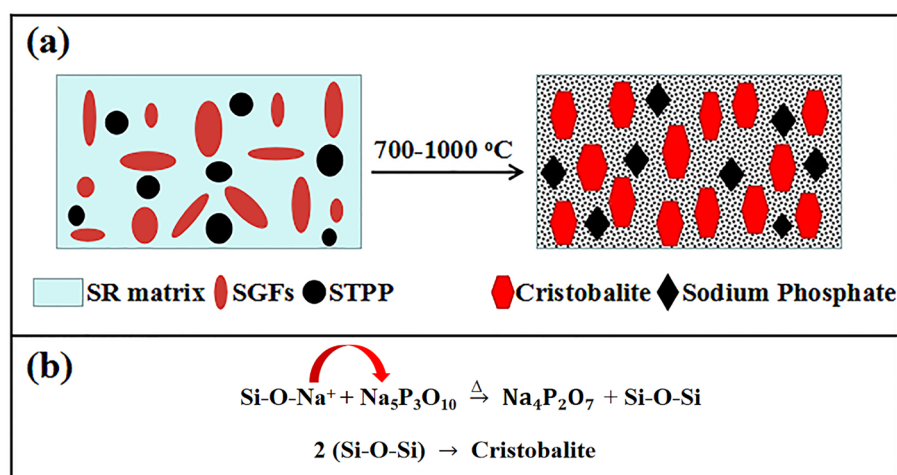 (a)
700-1000 °C
SR matrix SGFs STPP Cristobalite Sodium Phosphate
(b)
Si-O-Na⁺ + Na₅P₃O₁₀ →Δ Na₄P₂O₇ + Si-O-Si
2 (Si-O-Si) → Cristobalite